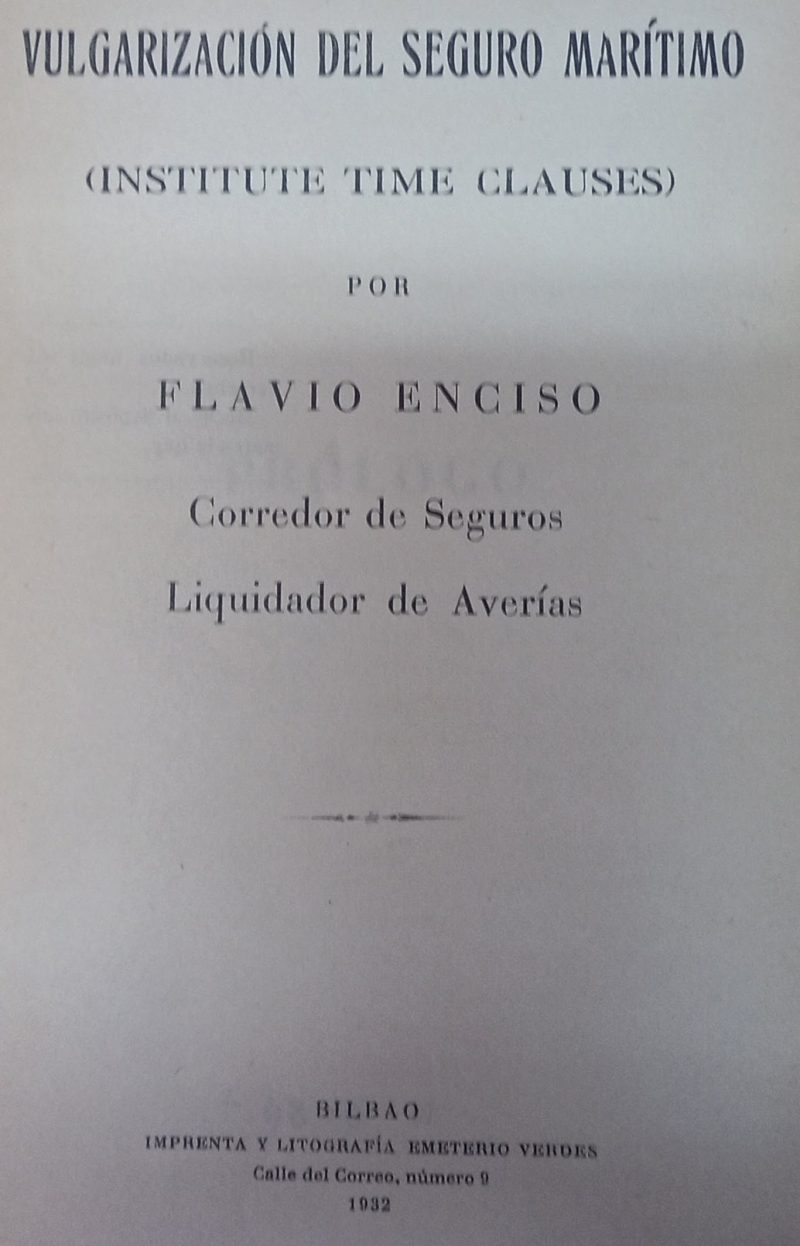 VULGARIZACIÓN DEL SEGURO MARÍTIMO
(INSTITUTE TIME CLAUSES)
POR
FLAVIO ENCISO
Corredor de Seguros
Liquidador de Averías
BILBAO
IMPRENTA Y LITOGRAFÍA EMETERIO VERDES
Calle del Correo, número 9
1932